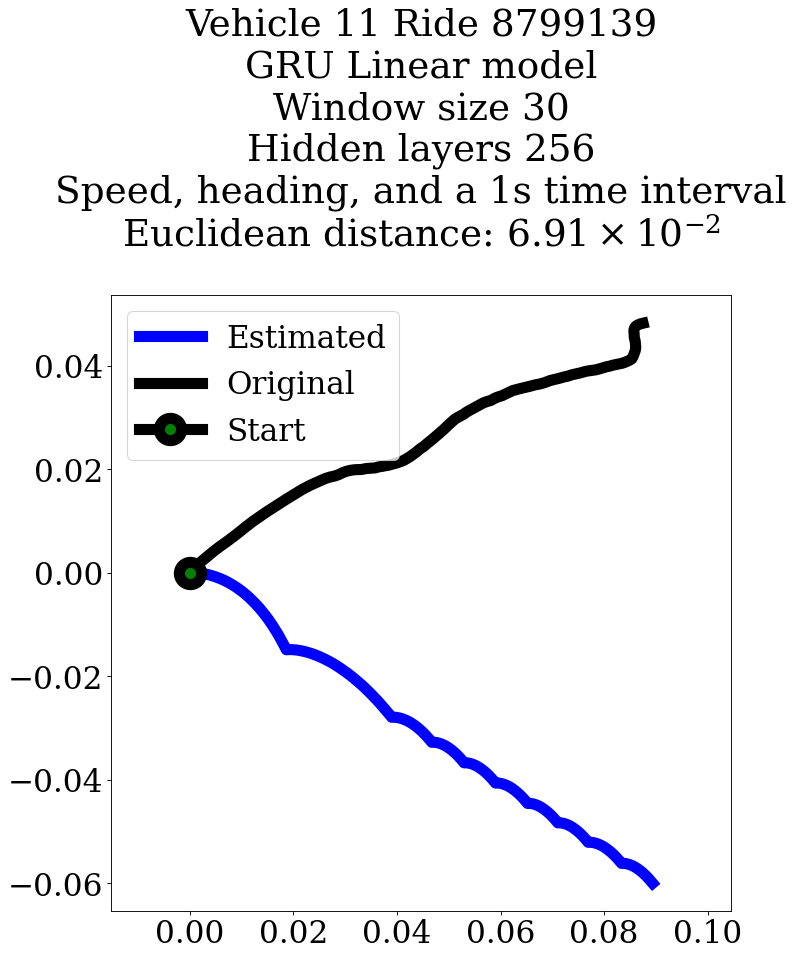 Vehicle 11 Ride 8799139
GRU Linear model
Window size 30
Hidden layers 256
Speed, heading, and a 1s time interval
Euclidean distance: 6.91 × 10⁻²
Estimated
Original
Start
0.04
0.02
0.00
−0.02
−0.04
−0.06
0.00 0.02 0.04 0.06 0.08 0.10